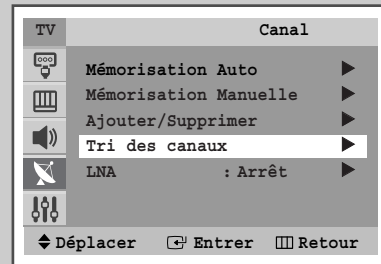 TV Canal
Mémorisation Auto
Mémorisation Manuelle
Ajouter/Supprimer
Tri des canaux
LNA : Arrêt
Déplacer Entrer Retour